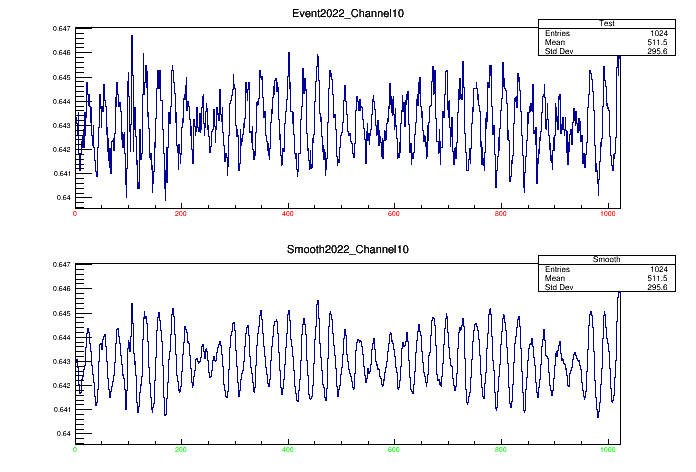 Event2022_Channel10
Test
Entries 1024
Mean 511.5
Std Dev 295.6
0.647
0.646
0.645
0.644
0.643
0.642
0.641
0.64
0 200 400 600 800 1000
Smooth2022_Channel10
Smooth
Entries 1024
Mean 511.5
Std Dev 295.6
0.647
0.646
0.645
0.644
0.643
0.642
0.641
0.64
0 200 400 600 800 1000